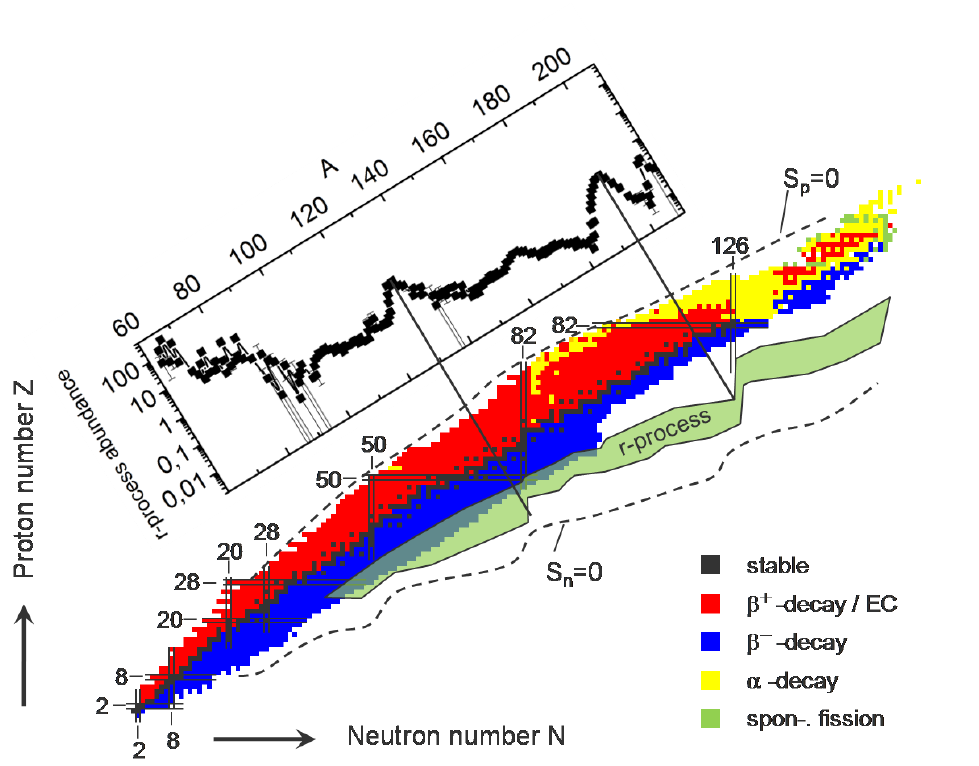 200
180
160
A
140
120
100
80
60
100
10
1
0,1
0,01
r-process abundance
Sp=0
126
82
82
50
50
28
20
28
20
8
2
2
8
r-process
Sn=0
Proton number Z
Neutron number N
stable
β+ -decay / EC
β− -decay
α -decay
spon-. fission